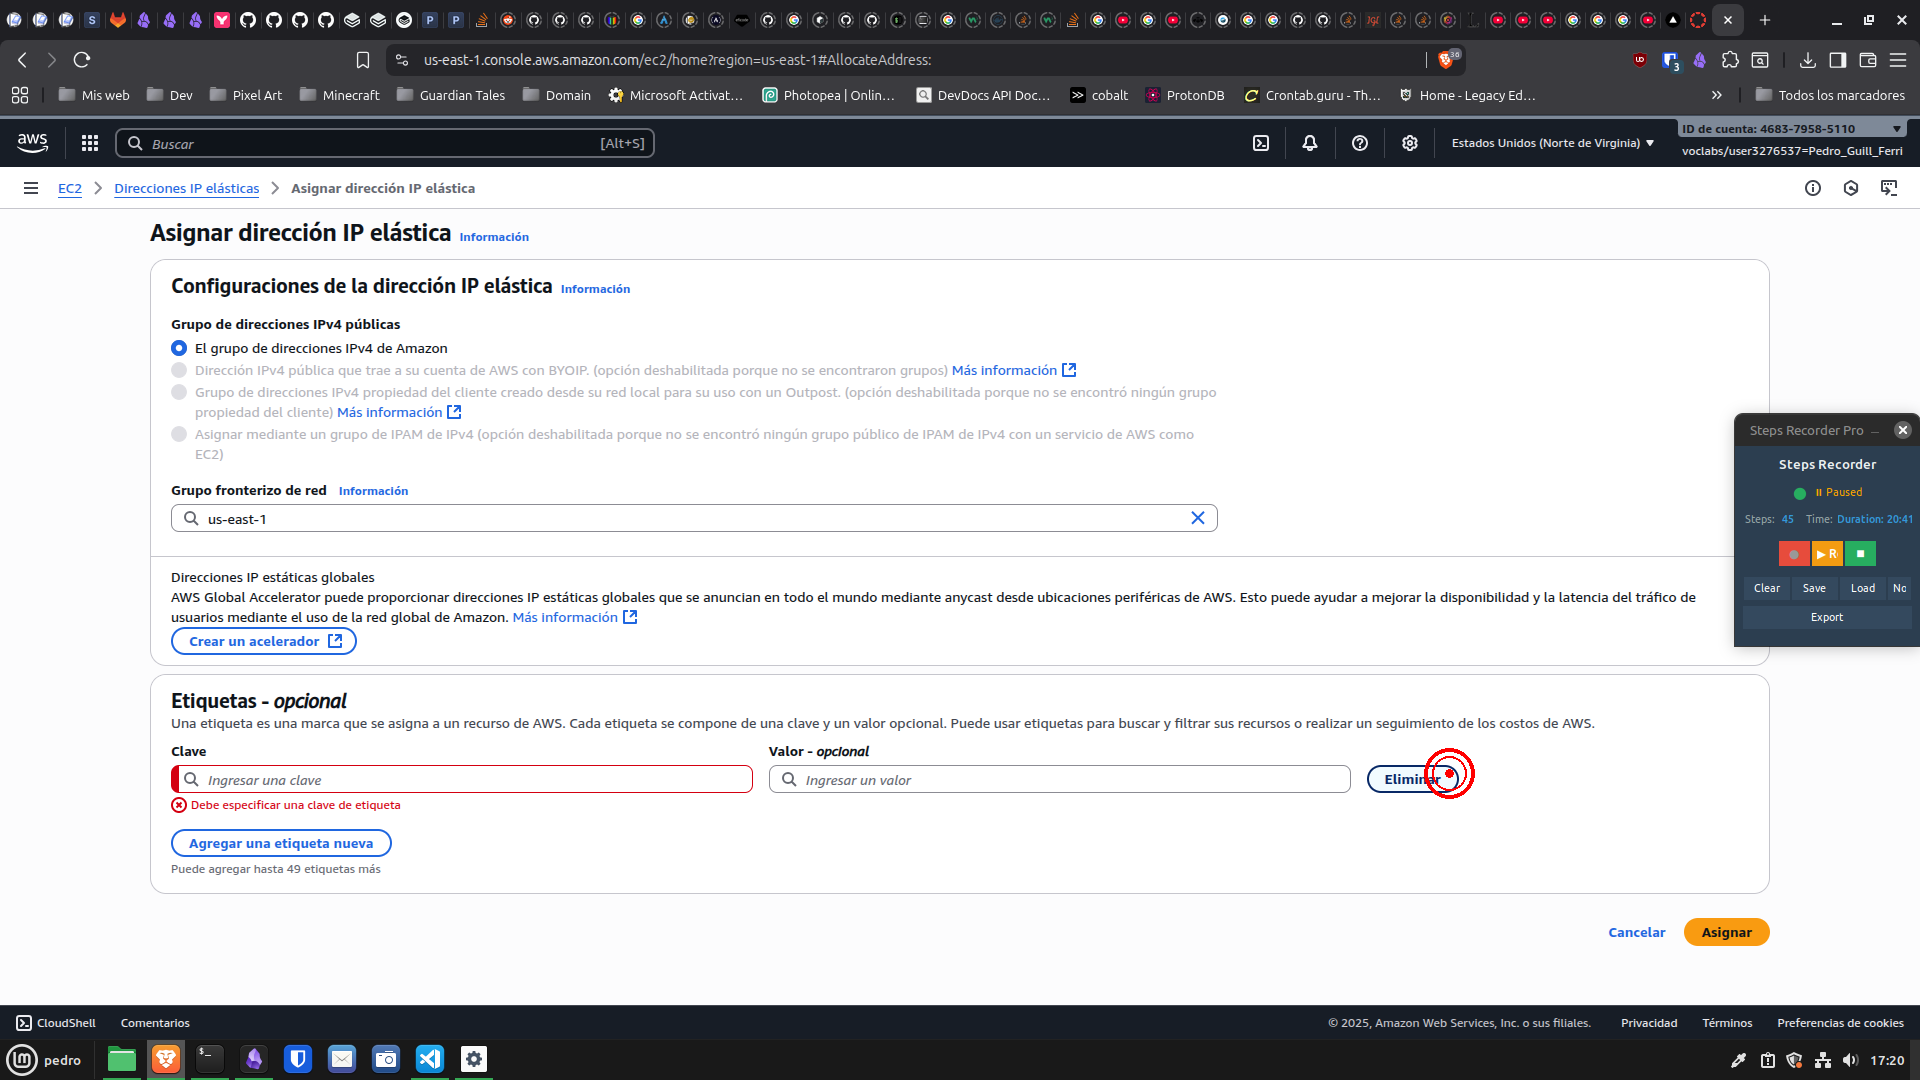 us-east-1.console.aws.amazon.com/ec2/home?region=us-east-1#AllocateAddress:
36
3
Mis web
Dev
Pixel Art
Minecraft
Guardian Tales
Domain
Microsoft Activat...
Photopea | Onlin...
DevDocs API Doc...
cobalt
ProtonDB
Crontab.guru - Th...
Home - Legacy Ed...
Todos los marcadores
aws
Buscar
[Alt+S]
Estados Unidos (Norte de Virginia)
ID de cuenta: 4683-7958-5110
voclabs/user3276537=Pedro_Guill_Ferri
EC2
Direcciones IP elásticas
Asignar dirección IP elástica
Asignar dirección IP elástica Información
Configuraciones de la dirección IP elástica Información
Grupo de direcciones IPv4 públicas
El grupo de direcciones IPv4 de Amazon
Dirección IPv4 pública que trae a su cuenta de AWS con BYOIP. (opción deshabilitada porque no se encontraron grupos) Más información
Grupo de direcciones IPv4 propiedad del cliente creado desde su red local para su uso con un Outpost. (opción deshabilitada porque no se encontró ningún grupo
propiedad del cliente) Más información
Asignar mediante un grupo de IPAM de IPv4 (opción deshabilitada porque no se encontró ningún grupo público de IPAM de IPv4 con un servicio de AWS como
EC2)
Grupo fronterizo de red Información
us-east-1
Direcciones IP estáticas globales
AWS Global Accelerator puede proporcionar direcciones IP estáticas globales que se anuncian en todo el mundo mediante anycast desde ubicaciones periféricas de AWS. Esto puede ayudar a mejorar la disponibilidad y la latencia del tráfico de
usuarios mediante el uso de la red global de Amazon. Más información
Crear un acelerador
Etiquetas - opcional
Una etiqueta es una marca que se asigna a un recurso de AWS. Cada etiqueta se compone de una clave y un valor opcional. Puede usar etiquetas para buscar y filtrar sus recursos o realizar un seguimiento de los costos de AWS.
Clave
Valor - opcional
Ingresar una clave
Ingresar un valor
Eliminar
Debe especificar una clave de etiqueta
Agregar una etiqueta nueva
Puede agregar hasta 49 etiquetas más
Cancelar
Asignar
Steps Recorder Pro
Steps Recorder
Paused
Steps: 45 Time: Duration: 20:41
R
Clear
Save
Load
No
Export
CloudShell
Comentarios
© 2025, Amazon Web Services, Inc. o sus filiales.
Privacidad
Términos
Preferencias de cookies
pedro
17:20